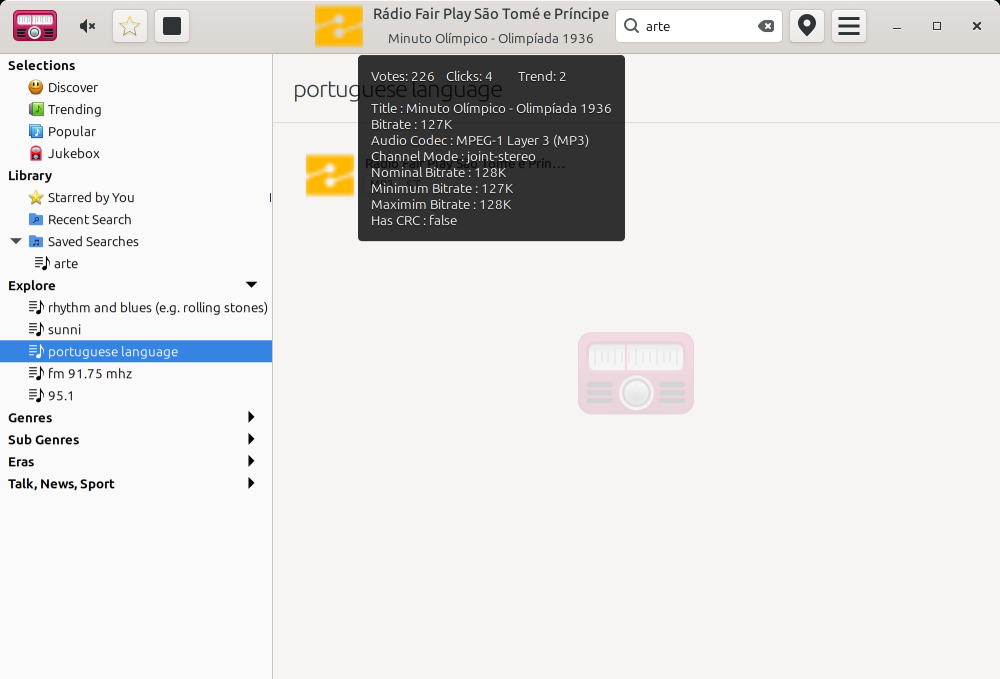 Rádio Fair Play São Tomé e Príncipe
Minuto Olímpico - Olimpíada 1936
arte
Selections
Discover
Trending
Popular
Jukebox
Library
Starred by You
Recent Search
Saved Searches
arte
Explore
rhythm and blues (e.g. rolling stones)
sunni
portuguese language
fm 91.75 mhz
95.1
Genres
Sub Genres
Eras
Talk, News, Sport
portuguese language
Votes: 226 Clicks: 4 Trend: 2
Title : Minuto Olímpico - Olimpíada 1936
Bitrate : 127K
Audio Codec : MPEG-1 Layer 3 (MP3)
Channel Mode : joint-stereo
Nominal Bitrate : 128K
Minimum Bitrate : 127K
Maximim Bitrate : 128K
Has CRC : false
Rádio Fair Play São Tomé e Prín...